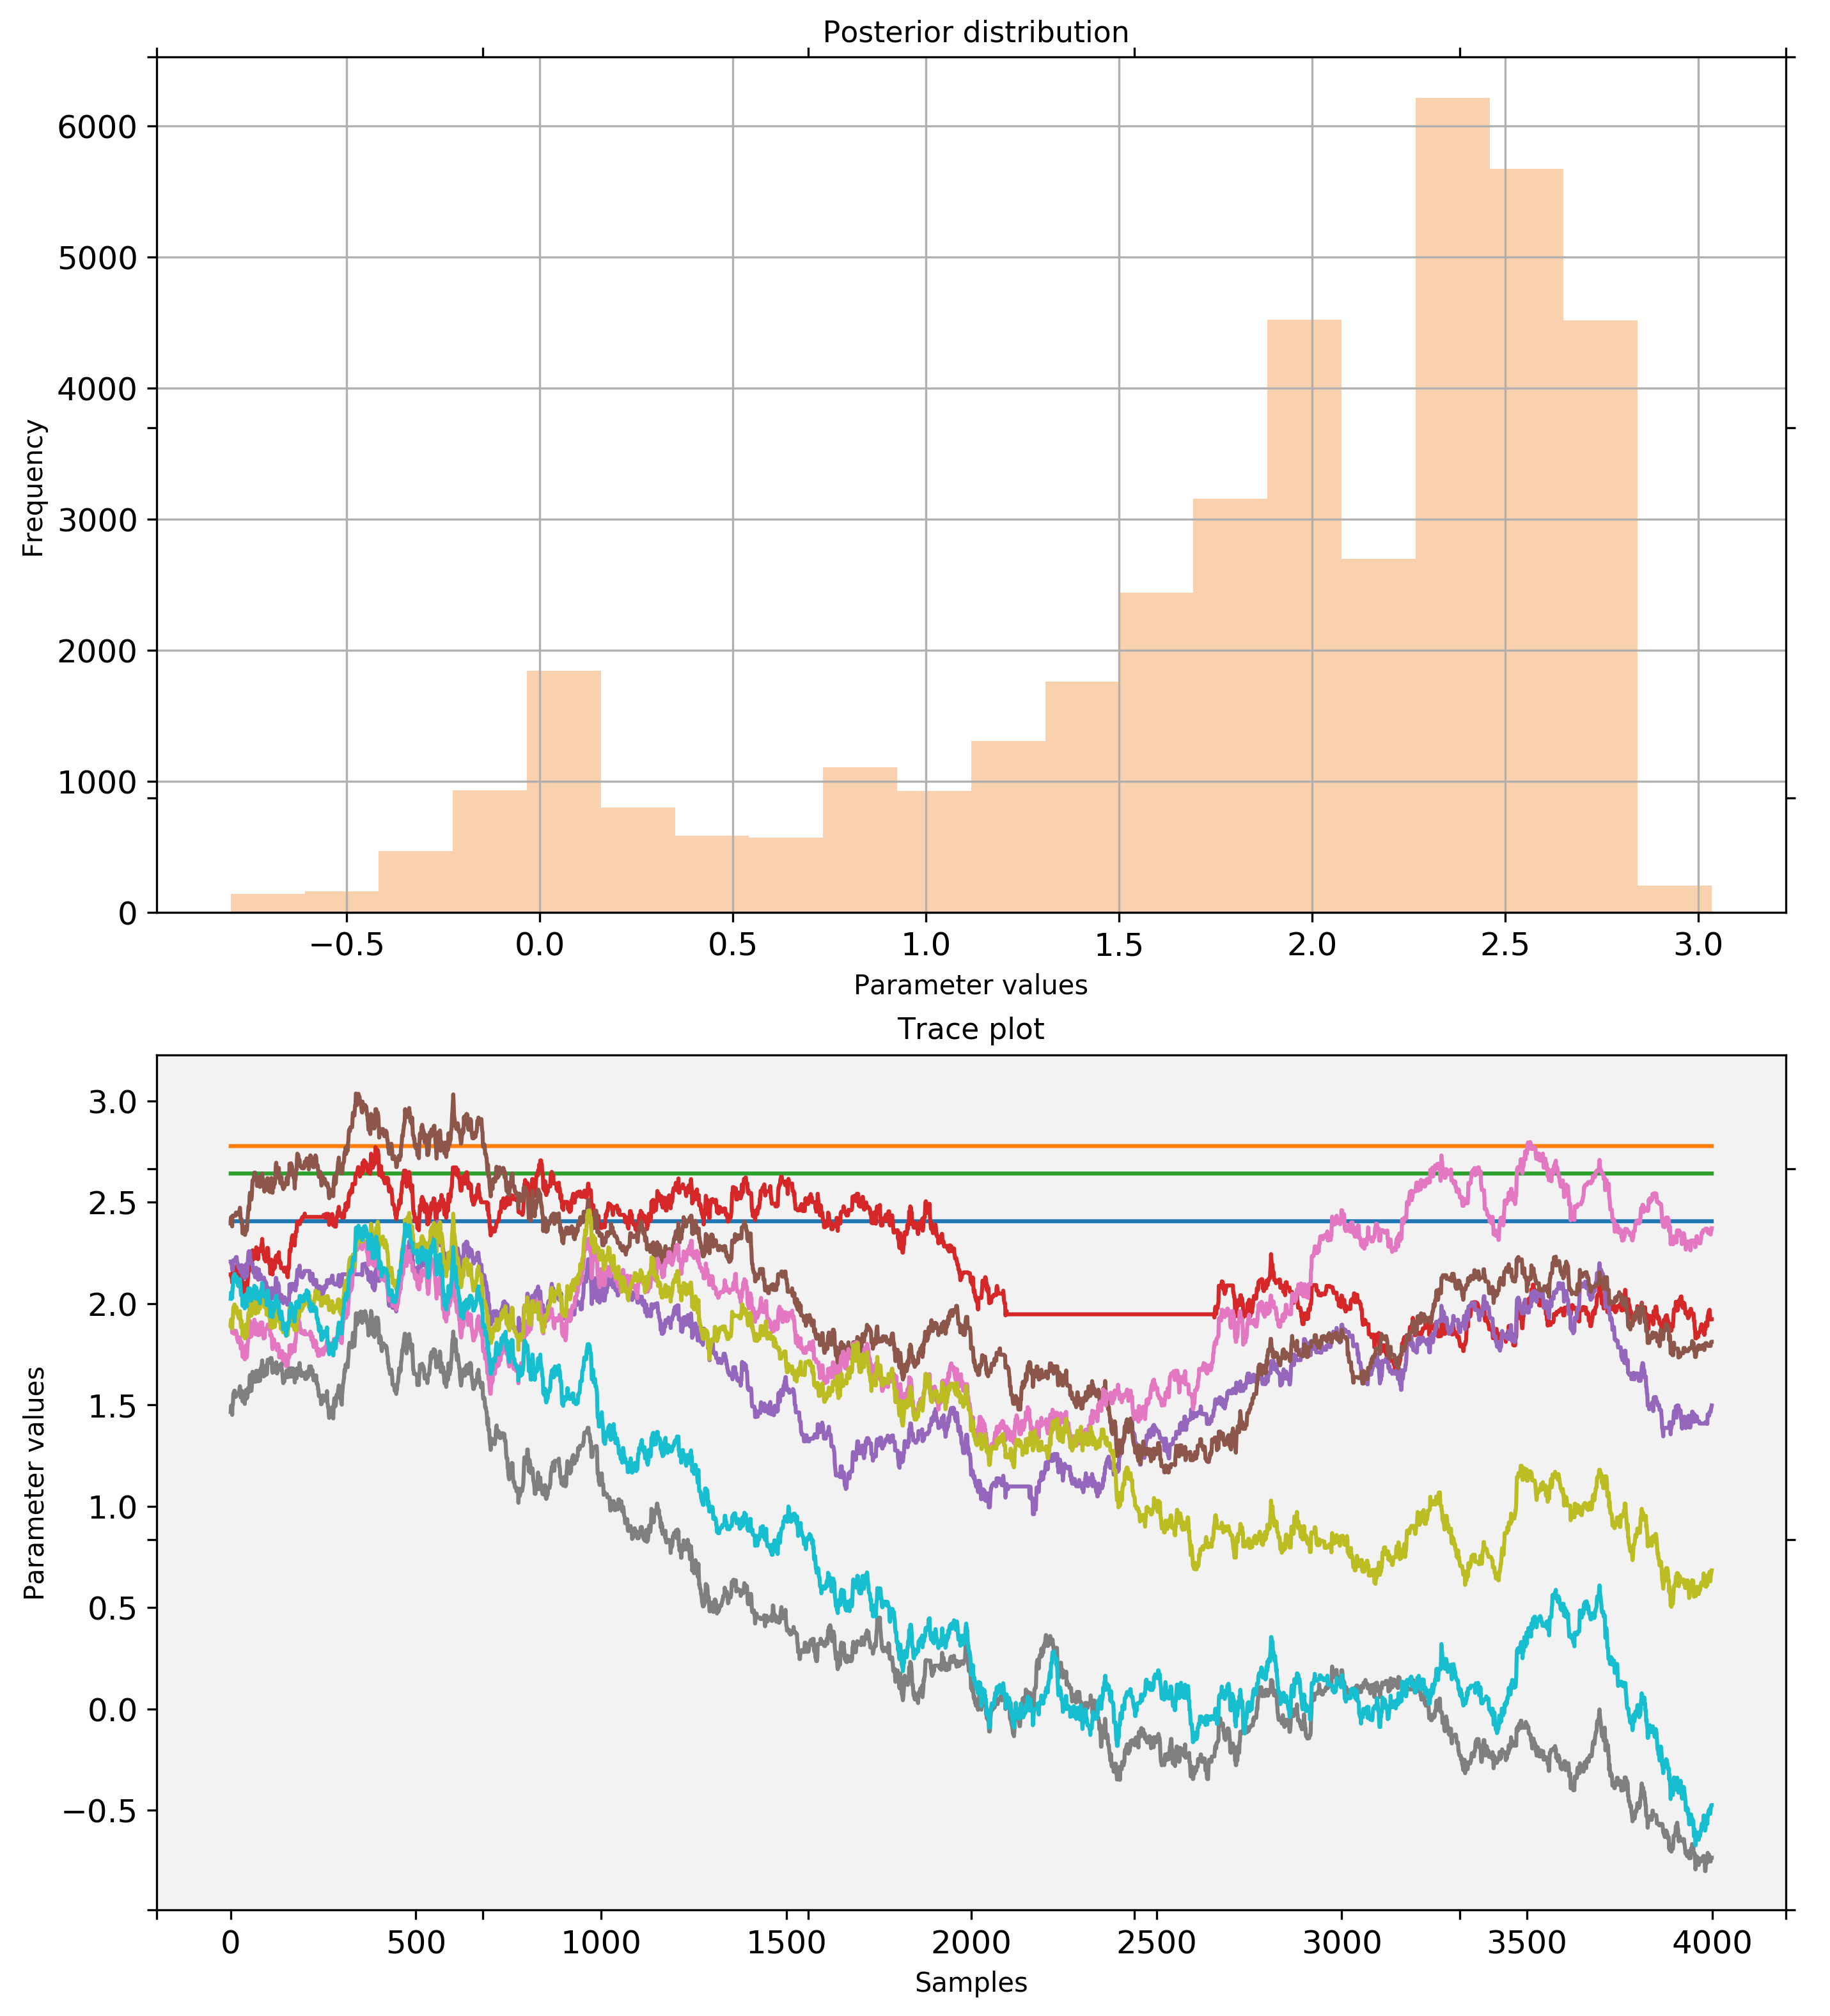 Posterior distribution
Frequency
6000
5000
4000
3000
2000
1000
0
−0.5 0.0 0.5 1.0 1.5 2.0 2.5 3.0
Parameter values
Trace plot
Parameter values
3.0
2.5
2.0
1.5
1.0
0.5
0.0
−0.5
0 500 1000 1500 2000 2500 3000 3500 4000
Samples